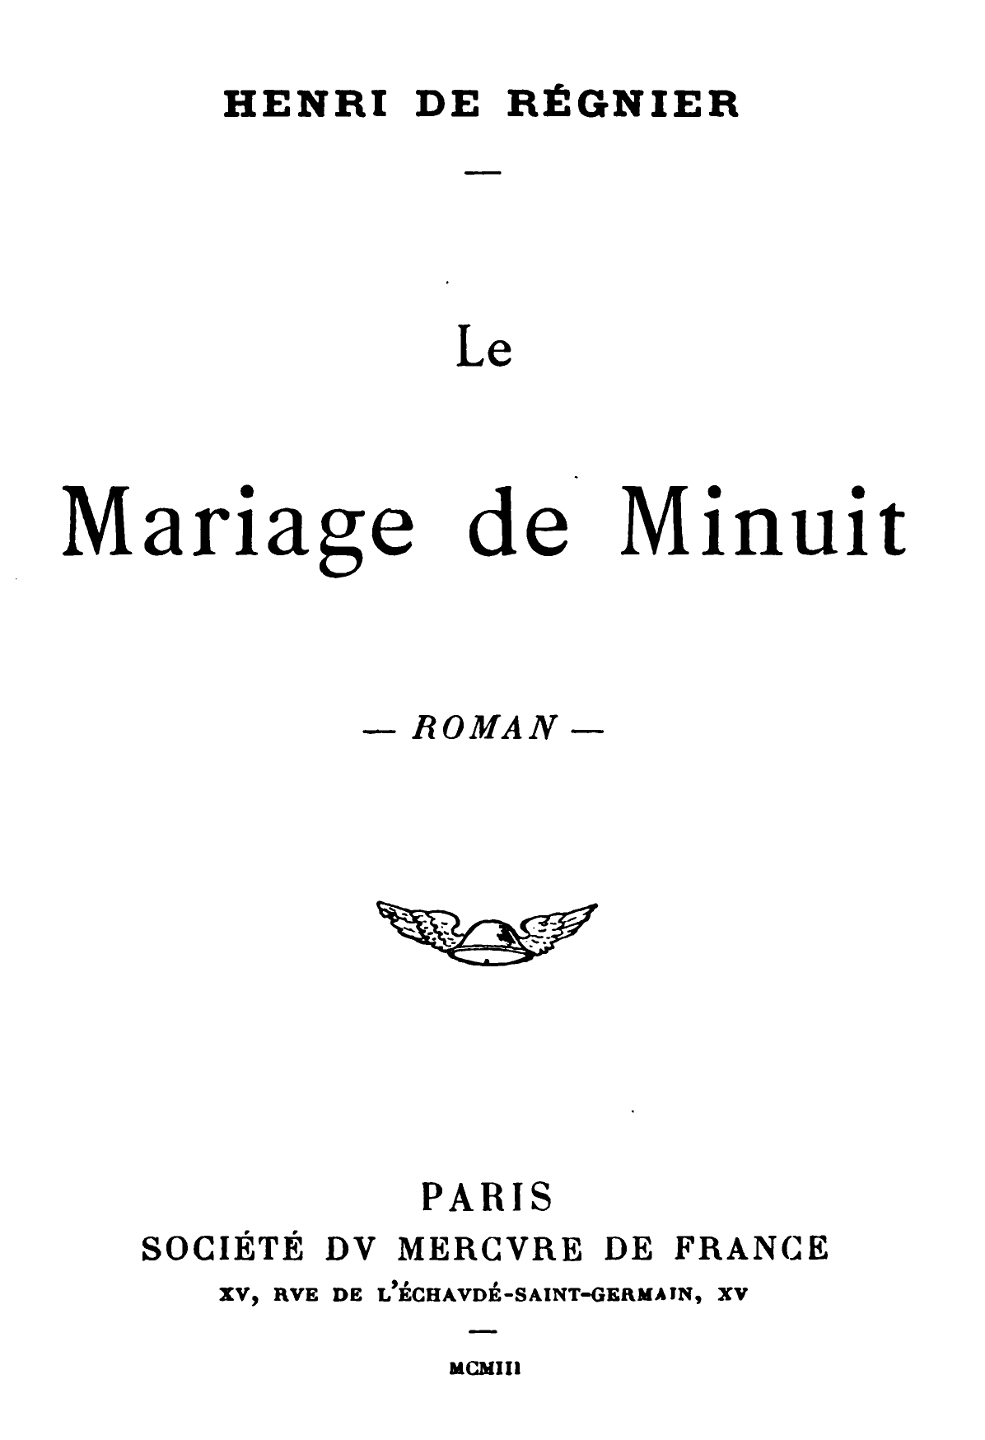 HENRI DE RÉGNIER
—
Le
Mariage de Minuit
— ROMAN —
PARIS
SOCIÉTÉ DV MERCVRE DE FRANCE
XV, RVE DE L'ÉCHAVDÉ-SAINT-GERMAIN, XV
—
MCMIII